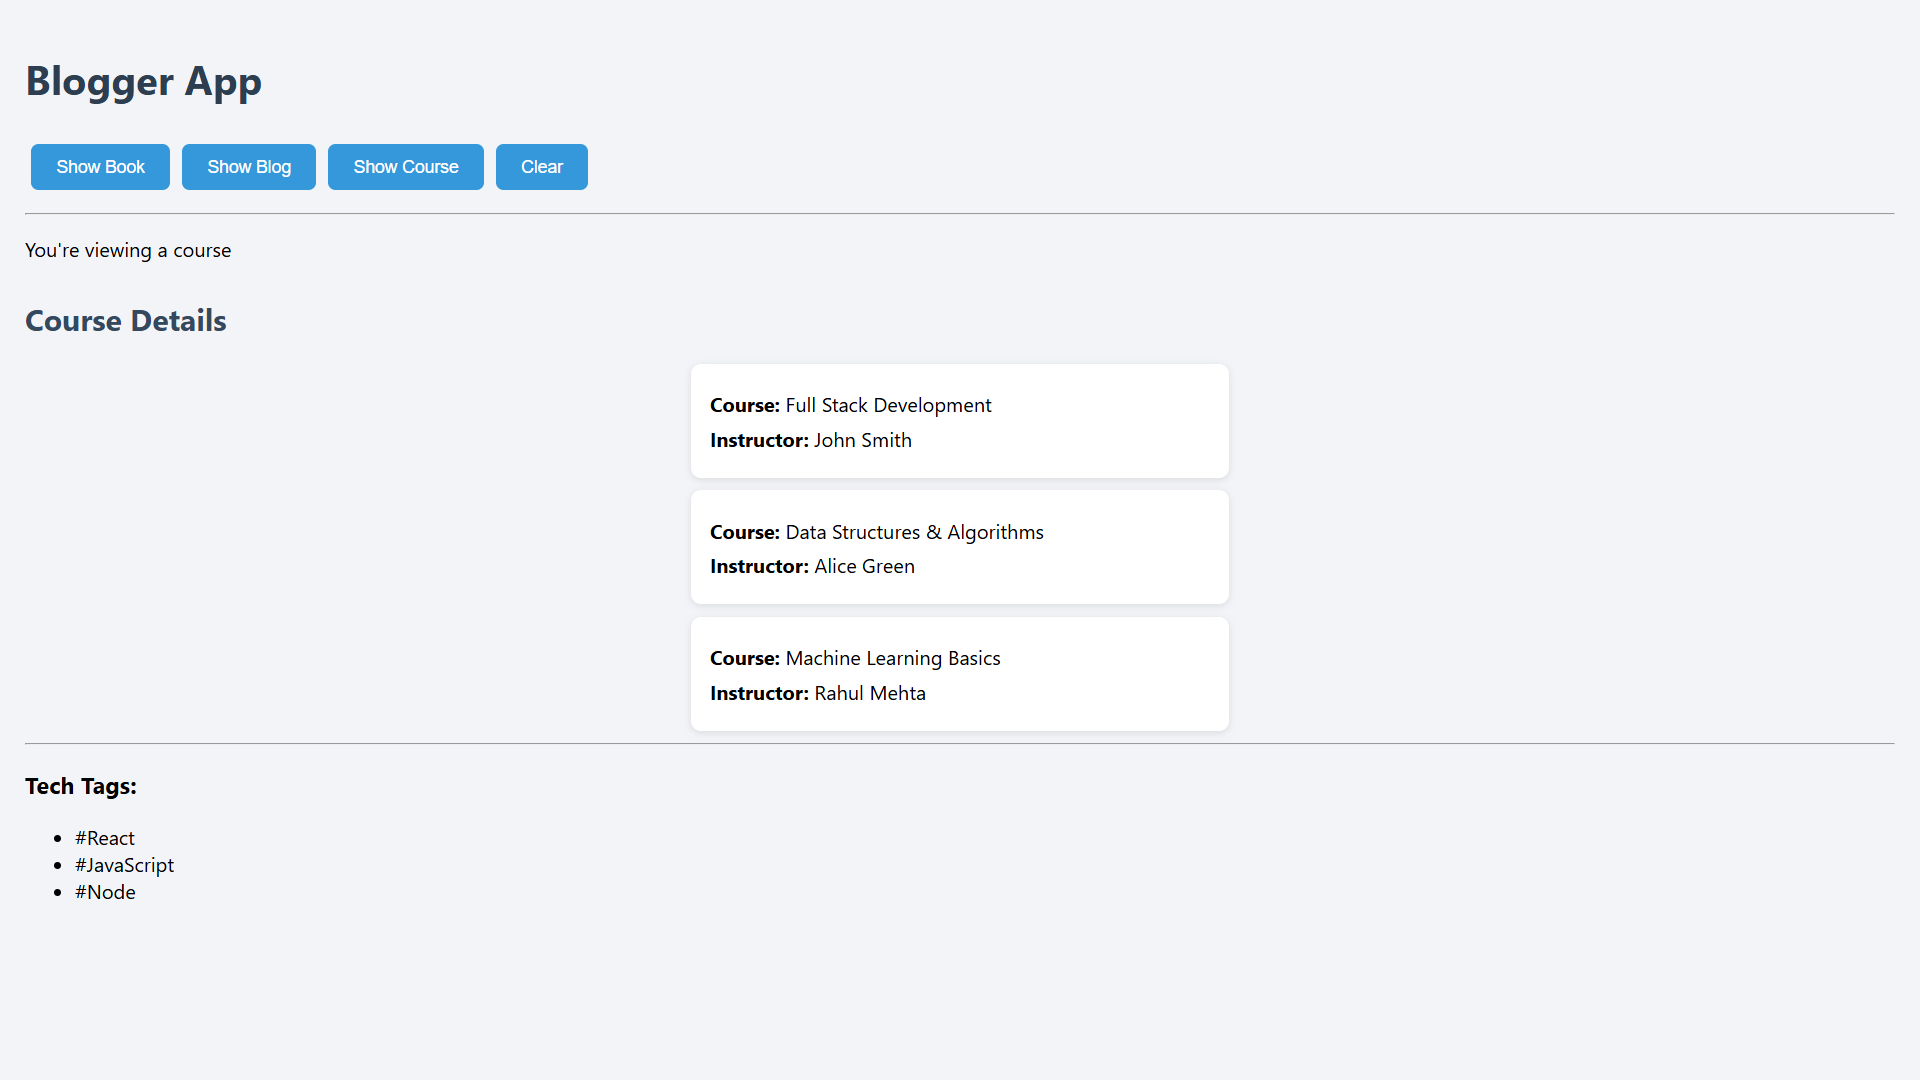 Blogger App
Show Book Show Blog Show Course Clear
You're viewing a course
Course Details
Course: Full Stack Development
Instructor: John Smith
Course: Data Structures & Algorithms
Instructor: Alice Green
Course: Machine Learning Basics
Instructor: Rahul Mehta
Tech Tags:
#React
#JavaScript
#Node